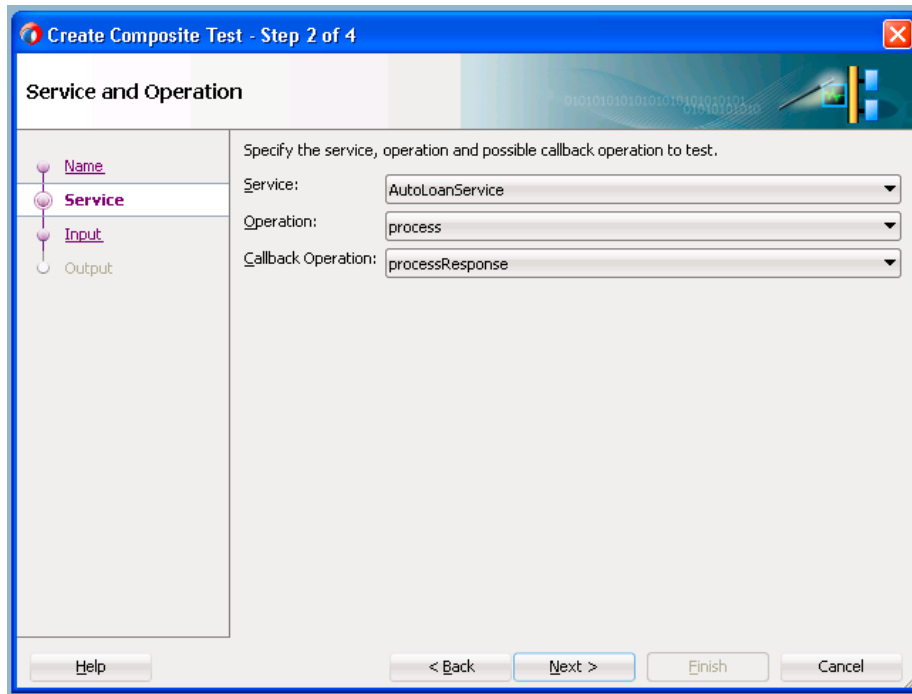 Create Composite Test - Step 2 of 4
Service and Operation
Name
Service
Input
Output
Specify the service, operation and possible callback operation to test.
Service: AutoLoanService
Operation: process
Callback Operation: processResponse
Help < Back Next > Finish Cancel